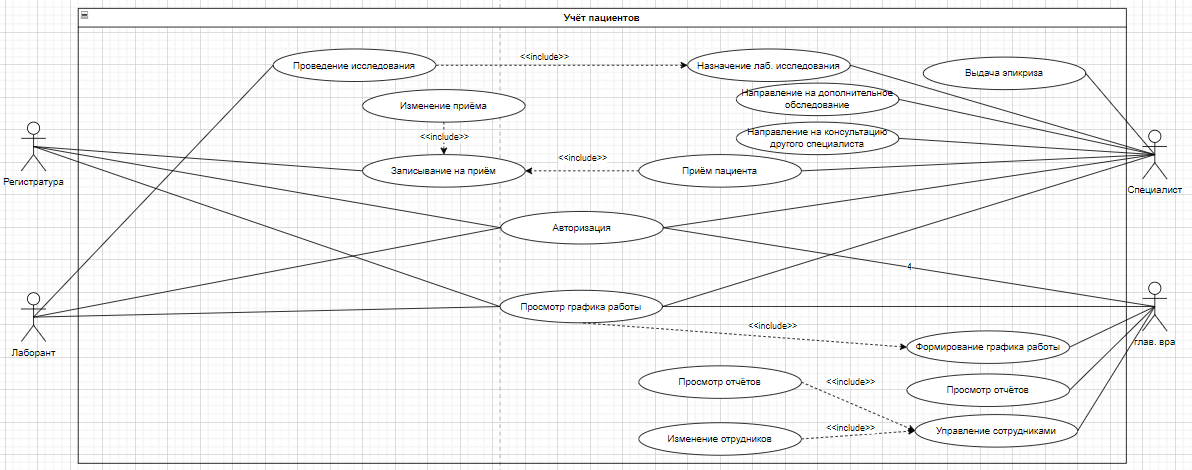 Учёт пациентов
Проведение исследования
<<include>>
Назначение лаб. исследования
Выдача эпикриза
Изменение приёма
Направление на дополнительное
обследование
<<include>>
Направление на консультацию
другого специалиста
Регистратура
Записывание на приём
<<include>>
Приём пациента
Специалист
Авторизация
4
Лаборант
Просмотр графика работы
<<include>>
Формирование графика работы
глав. вра
Просмотр отчётов
<<include>>
Просмотр отчётов
Изменение отрудников
<<include>>
Управление сотрудниками